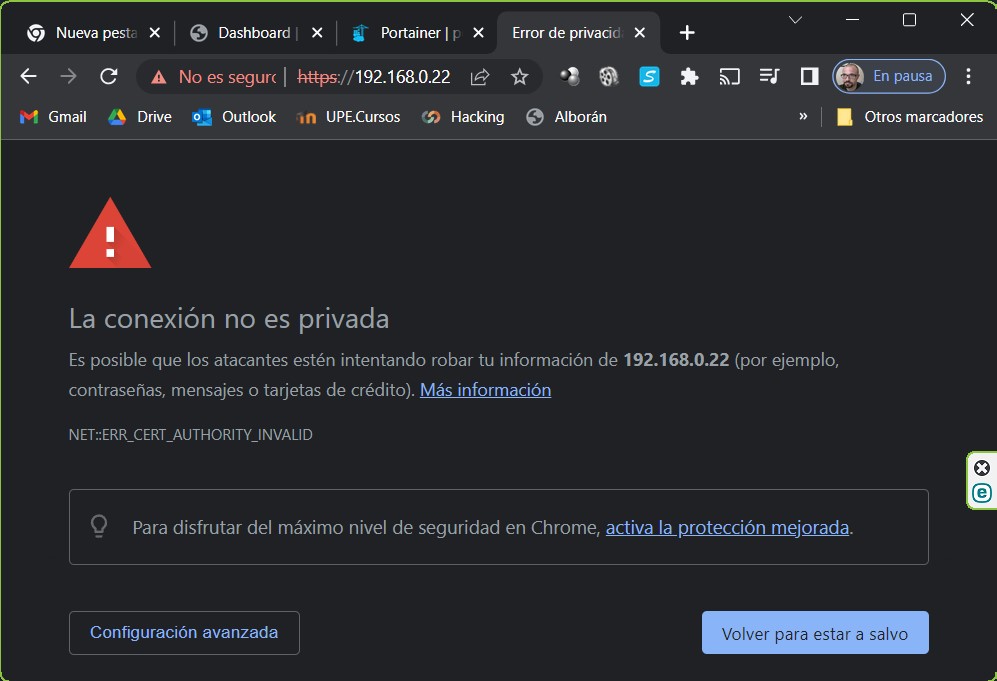 Nueva pesta
Dashboard |
Portainer | p
Error de privacid
No es segurc | https://192.168.0.22
En pausa
Gmail
Drive
Outlook
UPE.Cursos
Hacking
Alborán
»
Otros marcadores
La conexión no es privada
Es posible que los atacantes estén intentando robar tu información de 192.168.0.22 (por ejemplo,
contraseñas, mensajes o tarjetas de crédito). Más información
NET::ERR_CERT_AUTHORITY_INVALID
Para disfrutar del máximo nivel de seguridad en Chrome, activa la protección mejorada.
Configuración avanzada
Volver para estar a salvo